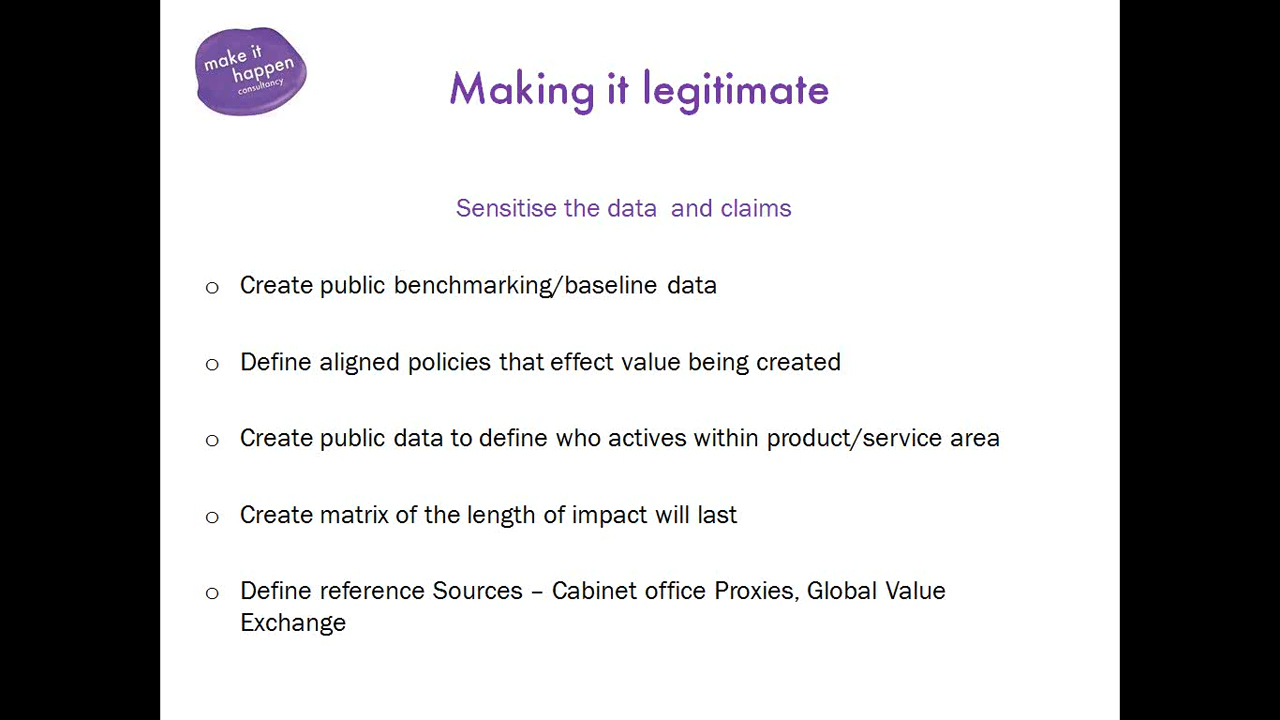 make it
happen
consultancy
Making it legitimate
Sensitise the data and claims
o Create public benchmarking/baseline data
o Define aligned policies that effect value being created
o Create public data to define who actives within product/service area
o Create matrix of the length of impact will last
o Define reference Sources – Cabinet office Proxies, Global Value
Exchange